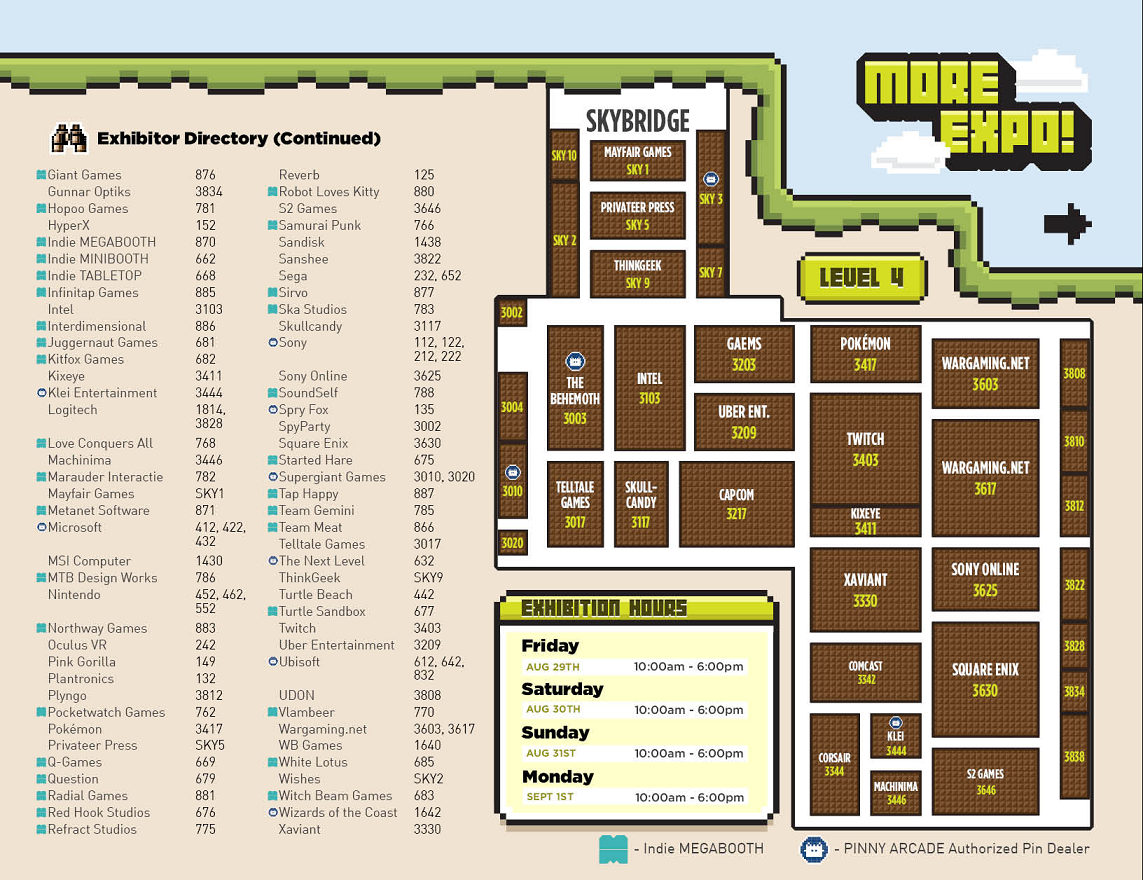 MORE
EXPO!
Exhibitor Directory (Continued)
Giant Games 876
Gunnar Optiks 3834
Hopoo Games 781
HyperX 152
Indie MEGABOOTH 870
Indie MINIBOOTH 662
Indie TABLETOP 668
Infinitap Games 885
Intel 3103
Interdimensional 886
Juggernaut Games 681
Kitfox Games 682
Kixeye 3411
Klei Entertainment 3444
Logitech 1814,
3828
Love Conquers All 768
Machinima 3446
Marauder Interactie 782
Mayfair Games SKY1
Metanet Software 871
Microsoft 412, 422,
432
MSI Computer 1430
MTB Design Works 786
Nintendo 452, 462,
552
Northway Games 883
Oculus VR 242
Pink Gorilla 149
Plantronics 132
Plyngo 3812
Pocketwatch Games 762
Pokémon 3417
Privateer Press SKY5
Q-Games 669
Question 679
Radial Games 881
Red Hook Studios 676
Refract Studios 775
Reverb 125
Robot Loves Kitty 880
S2 Games 3646
Samurai Punk 766
Sandisk 1438
Sanshee 3822
Sega 232, 652
Sirvo 877
Ska Studios 783
Skullcandy 3117
Sony 112, 122,
212, 222
Sony Online 3625
SoundSelf 788
Spry Fox 135
SpyParty 3002
Square Enix 3630
Started Hare 675
Supergiant Games 3010, 3020
Tap Happy 887
Team Gemini 785
Team Meat 866
Telltale Games 3017
The Next Level 632
ThinkGeek SKY9
Turtle Beach 442
Turtle Sandbox 677
Twitch 3403
Uber Entertainment 3209
Ubisoft 612, 642,
832
UDON 3808
Vlambeer 770
Wargaming.net 3603, 3617
WB Games 1640
White Lotus 685
Wishes SKY2
Witch Beam Games 683
Wizards of the Coast 1642
Xaviant 3330
SKYBRIDGE
SKY 10
MAYFAIR GAMES
SKY 1
SKY 3
PRIVATEER PRESS
SKY 5
SKY 2
THINKGEEK
SKY 9
SKY 7
LEVEL 4
3002
3004
3010
3020
THE
BEHEMOTH
3003
INTEL
3103
GAEMS
3203
UBER ENT.
3209
TELLTALE
GAMES
3017
SKULL-
CANDY
3117
CAPCOM
3217
POKÉMON
3417
TWITCH
3403
KIXEYE
3411
XAVIANT
3330
COMCAST
3342
CORSAIR
3344
KLEI
3444
MACHINIMA
3446
WARGAMING.NET
3603
WARGAMING.NET
3617
SONY ONLINE
3625
SQUARE ENIX
3630
S2 GAMES
3646
3808
3810
3812
3822
3828
3834
3838
EXHIBITION HOURS
Friday
AUG 29TH 10:00am - 6:00pm
Saturday
AUG 30TH 10:00am - 6:00pm
Sunday
AUG 31ST 10:00am - 6:00pm
Monday
SEPT 1ST 10:00am - 6:00pm
- Indie MEGABOOTH
- PINNY ARCADE Authorized Pin Dealer